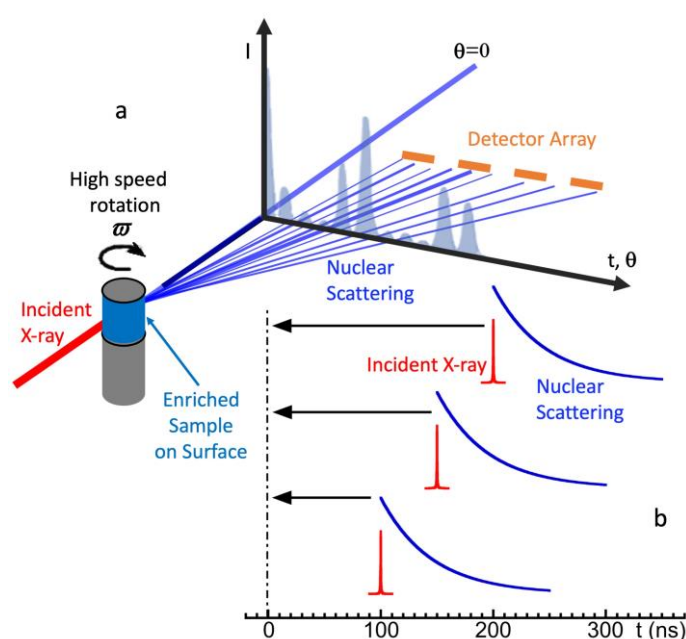 I
θ=0
a
Detector Array
High speed
rotation
ϖ
t, θ
Nuclear
Scattering
Incident
X-ray
Enriched
Sample
on Surface
Incident X-ray
Nuclear
Scattering
b
0 100 200 300 t (ns)